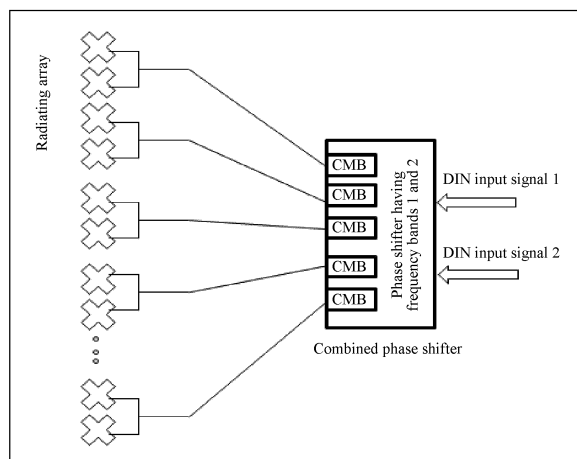 Radiating array
CMB
CMB
CMB
CMB
CMB
Phase shifter having
frequency bands 1 and 2
DIN input signal 1
DIN input signal 2
Combined phase shifter